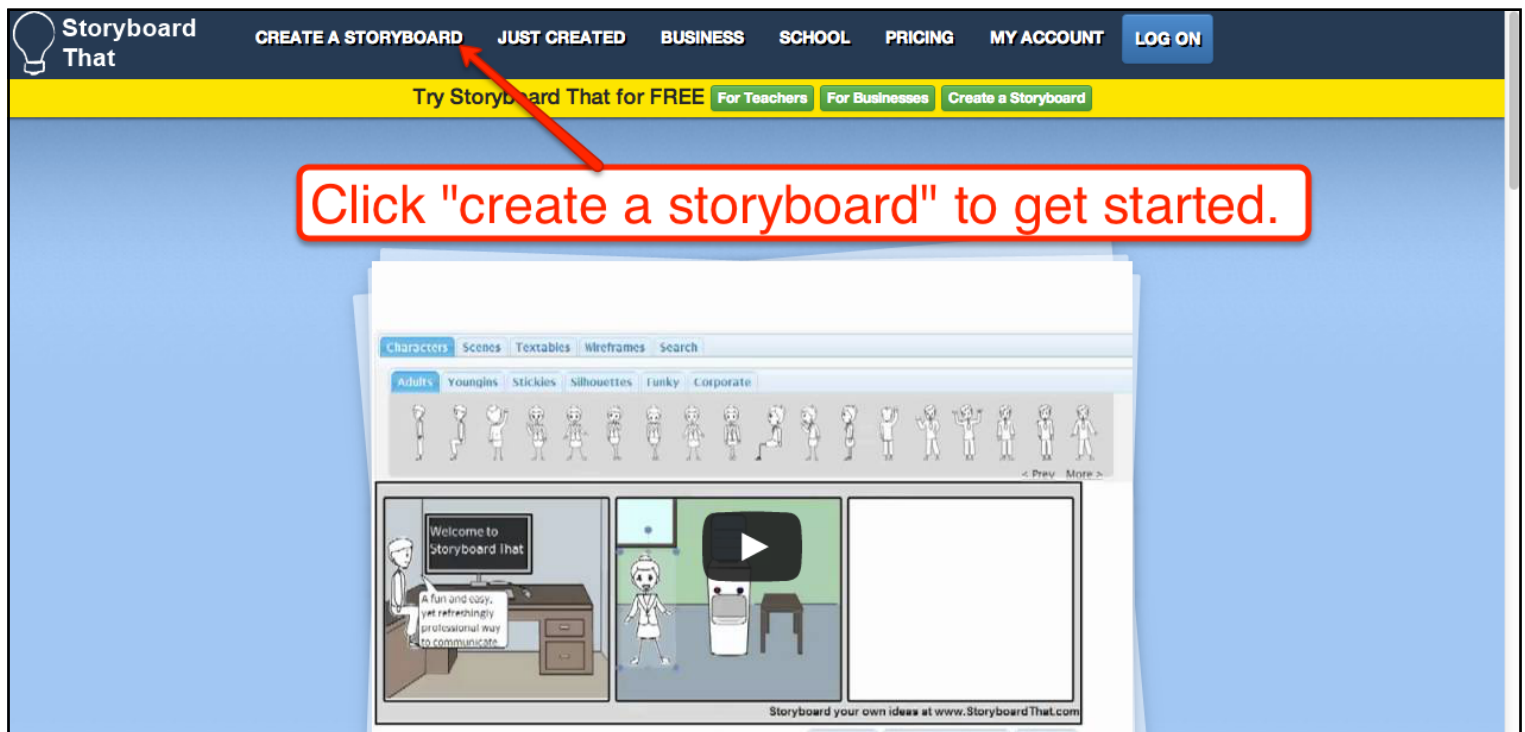 Storyboard
That
CREATE A STORYBOARD JUST CREATED BUSINESS SCHOOL PRICING MY ACCOUNT LOG ON
Try Storyboard That for FREE For Teachers For Businesses Create a Storyboard
Click "create a storyboard" to get started.
Characters Scenes Textables Wireframes Search
Adults Youngins Stickies Silhouettes Funky Corporate
< Prev More >
Welcome to
Storyboard That
A fun and easy,
yet refreshingly
professional way
to communicate
Storyboard your own ideas at www.StoryboardThat.com